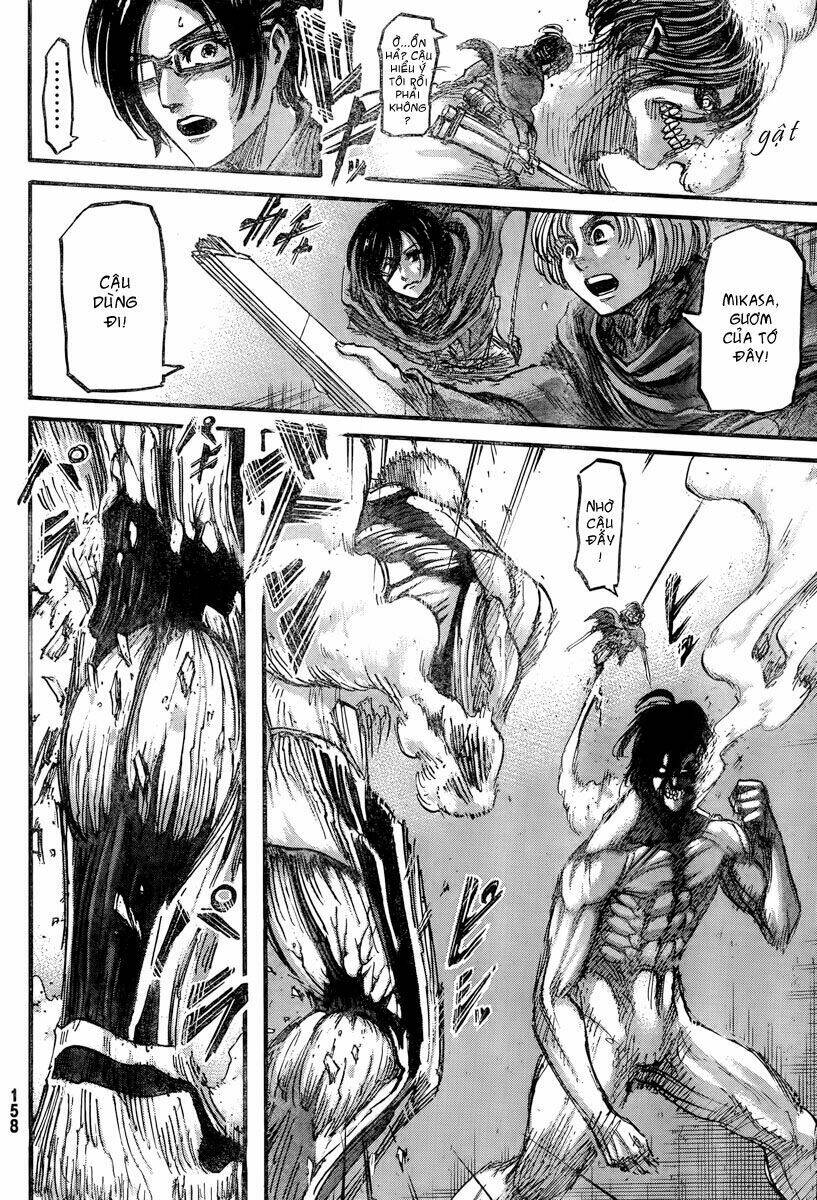 Ở...ỔN
HẢ? CẬU
HIỂU Ý
TÔI RỒI
PHẢI
KHÔNG?
gật
.........
MIKASA,
GƯƠM
CỦA TỚ
ĐÂY!
CẬU
DÙNG
ĐI!
NHỜ
CẬU
ĐẤY
!
158